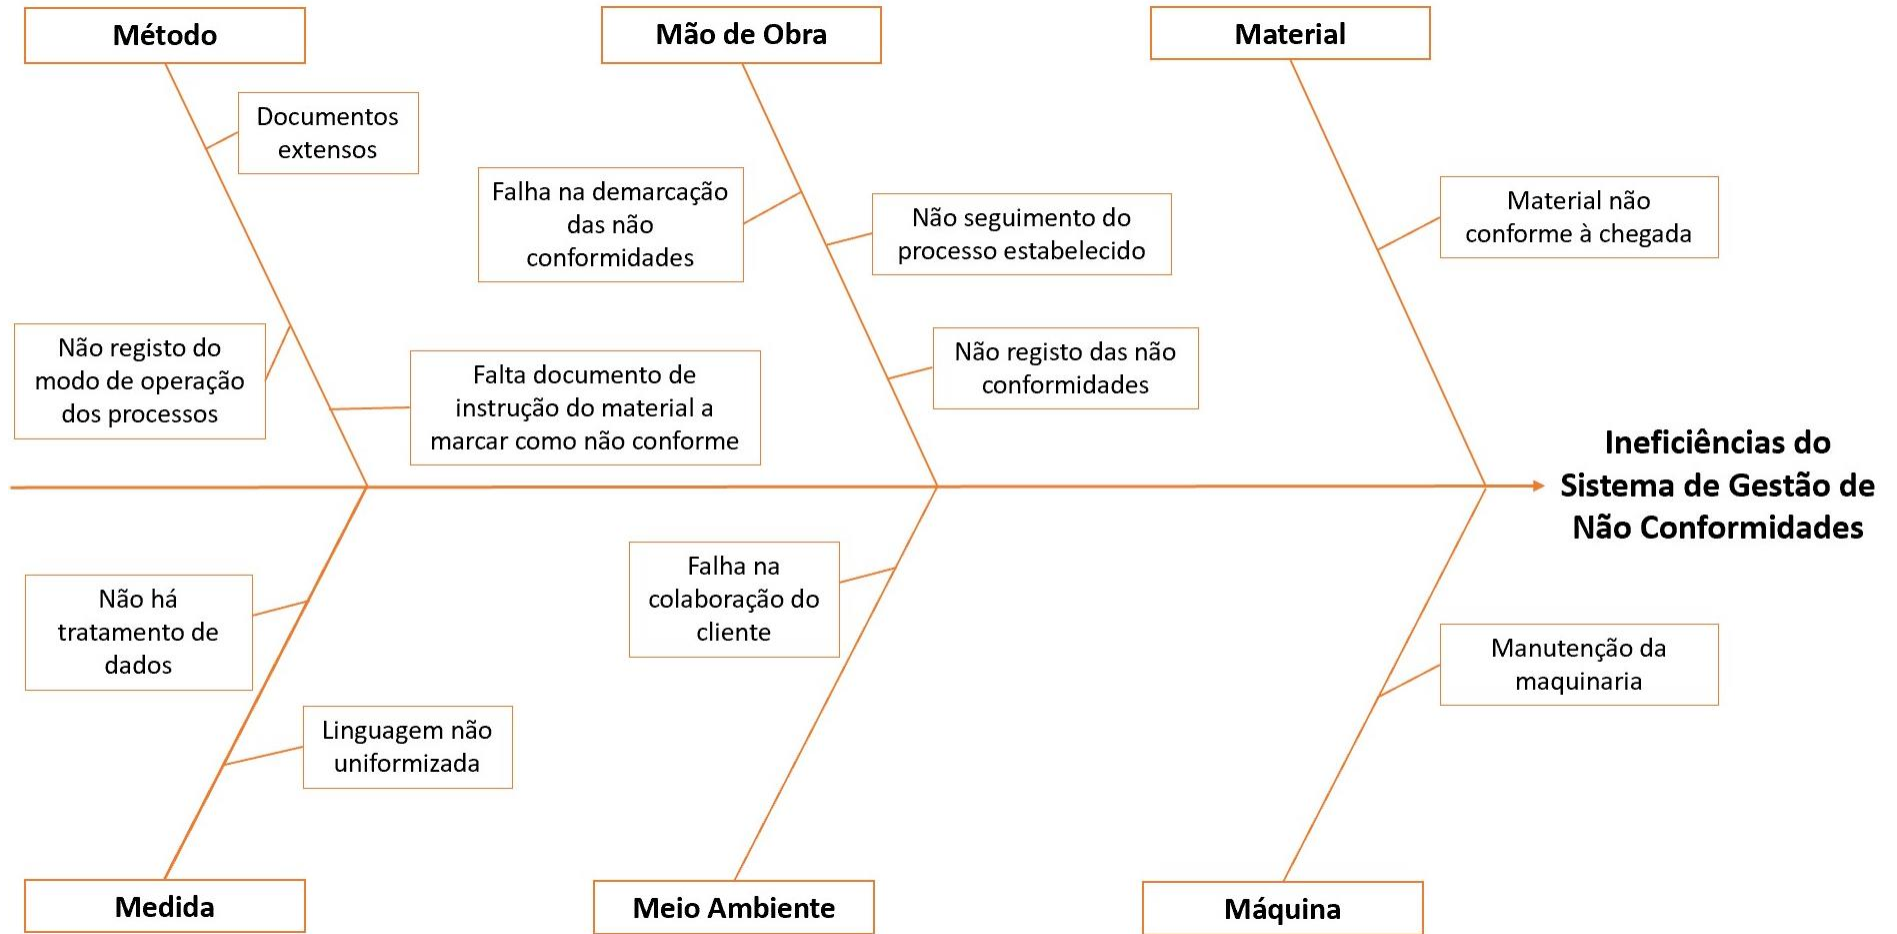 Método
Mão de Obra
Material
Documentos
extensos
Falha na demarcação
das não
conformidades
Não seguimento do
processo estabelecido
Material não
conforme à chegada
Não registo do
modo de operação
dos processos
Falta documento de
instrução do material a
marcar como não conforme
Não registo das não
conformidades
Ineficiências do
Sistema de Gestão de
Não Conformidades
Não há
tratamento de
dados
Linguagem não
uniformizada
Falha na
colaboração do
cliente
Manutenção da
maquinaria
Medida
Meio Ambiente
Máquina